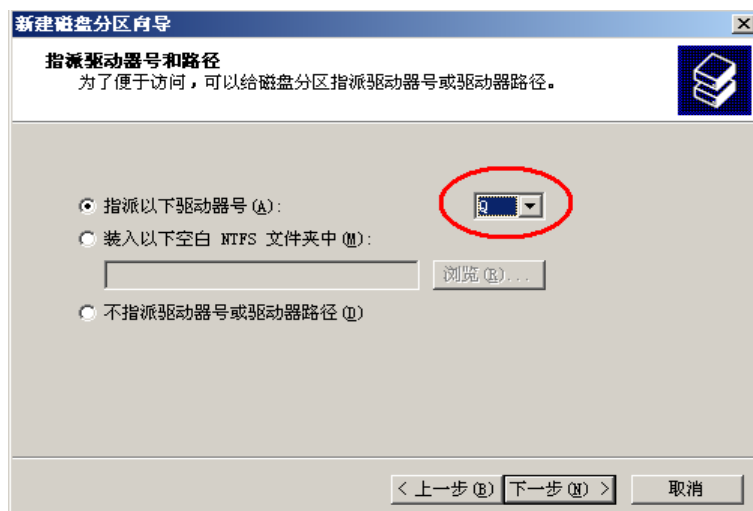 新建磁盘分区向导
指派驱动器号和路径
为了便于访问，可以给磁盘分区指派驱动器号或驱动器路径。
指派以下驱动器号(A): Q
装入以下空白 NTFS 文件夹中(M):
浏览(R)...
不指派驱动器号或驱动器路径(D)
< 上一步(B) 下一步(N) > 取消